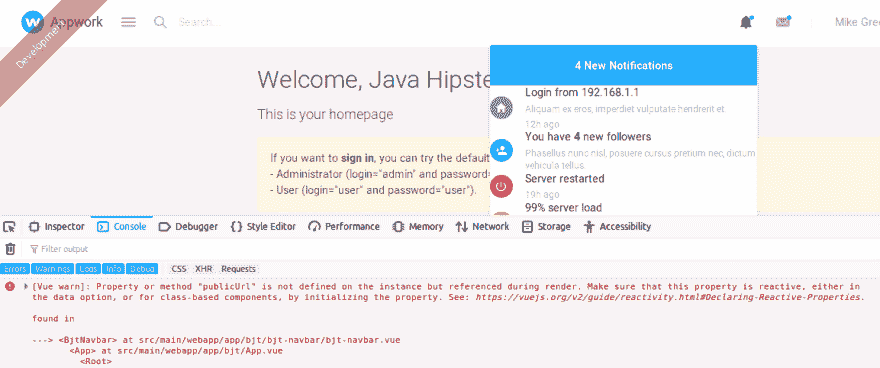 Development
Appwork
Search...
Mike Gree
4 New Notifications
Welcome, Java Hipste
This is your homepage
Login from 192.168.1.1
Aliquam ex eros, imperdiet vulputate hendrerit et
12h ago
You have 4 new followers
Phasellus nunc nisl, posuere cursus pretium nec, dictum
vehicula tellus
Server restarted
19h ago
99% server load
If you want to sign in, you can try the default
- Administrator (login="admin" and password=
- User (login="user" and password="user").
Inspector Console Debugger Style Editor Performance Memory Network Storage Accessibility
Filter output
Errors Warnings Logs Info Debug CSS XHR Requests
[Vue warn]: Property or method "publicUrl" is not defined on the instance but referenced during render. Make sure that this property is reactive, either in
the data option, or for class-based components, by initializing the property. See: https://vuejs.org/v2/guide/reactivity.html#Declaring-Reactive-Properties.
found in
---> <BjtNavbar> at src/main/webapp/app/bjt/bjt-navbar/bjt-navbar.vue
<App> at src/main/webapp/app/bjt/App.vue
<Root>